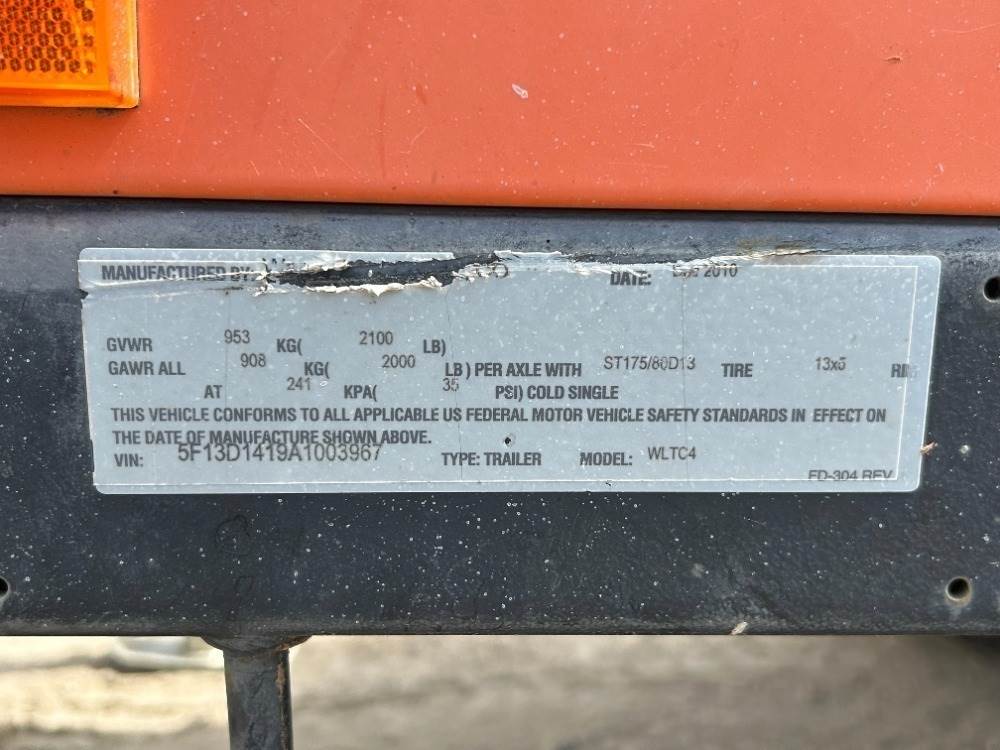 MANUFACTURED BY: DATE: 2010
GVWR 953 KG( 2100 LB)
GAWR ALL 908 KG( 2000 LB) PER AXLE WITH ST175/80D13 TIRE 13x5 RIM
AT 241 KPA( 35 PSI) COLD SINGLE
THIS VEHICLE CONFORMS TO ALL APPLICABLE US FEDERAL MOTOR VEHICLE SAFETY STANDARDS IN EFFECT ON
THE DATE OF MANUFACTURE SHOWN ABOVE.
VIN: 5F13D1419A1003967 TYPE: TRAILER MODEL: WLTC4
FD-304 REV